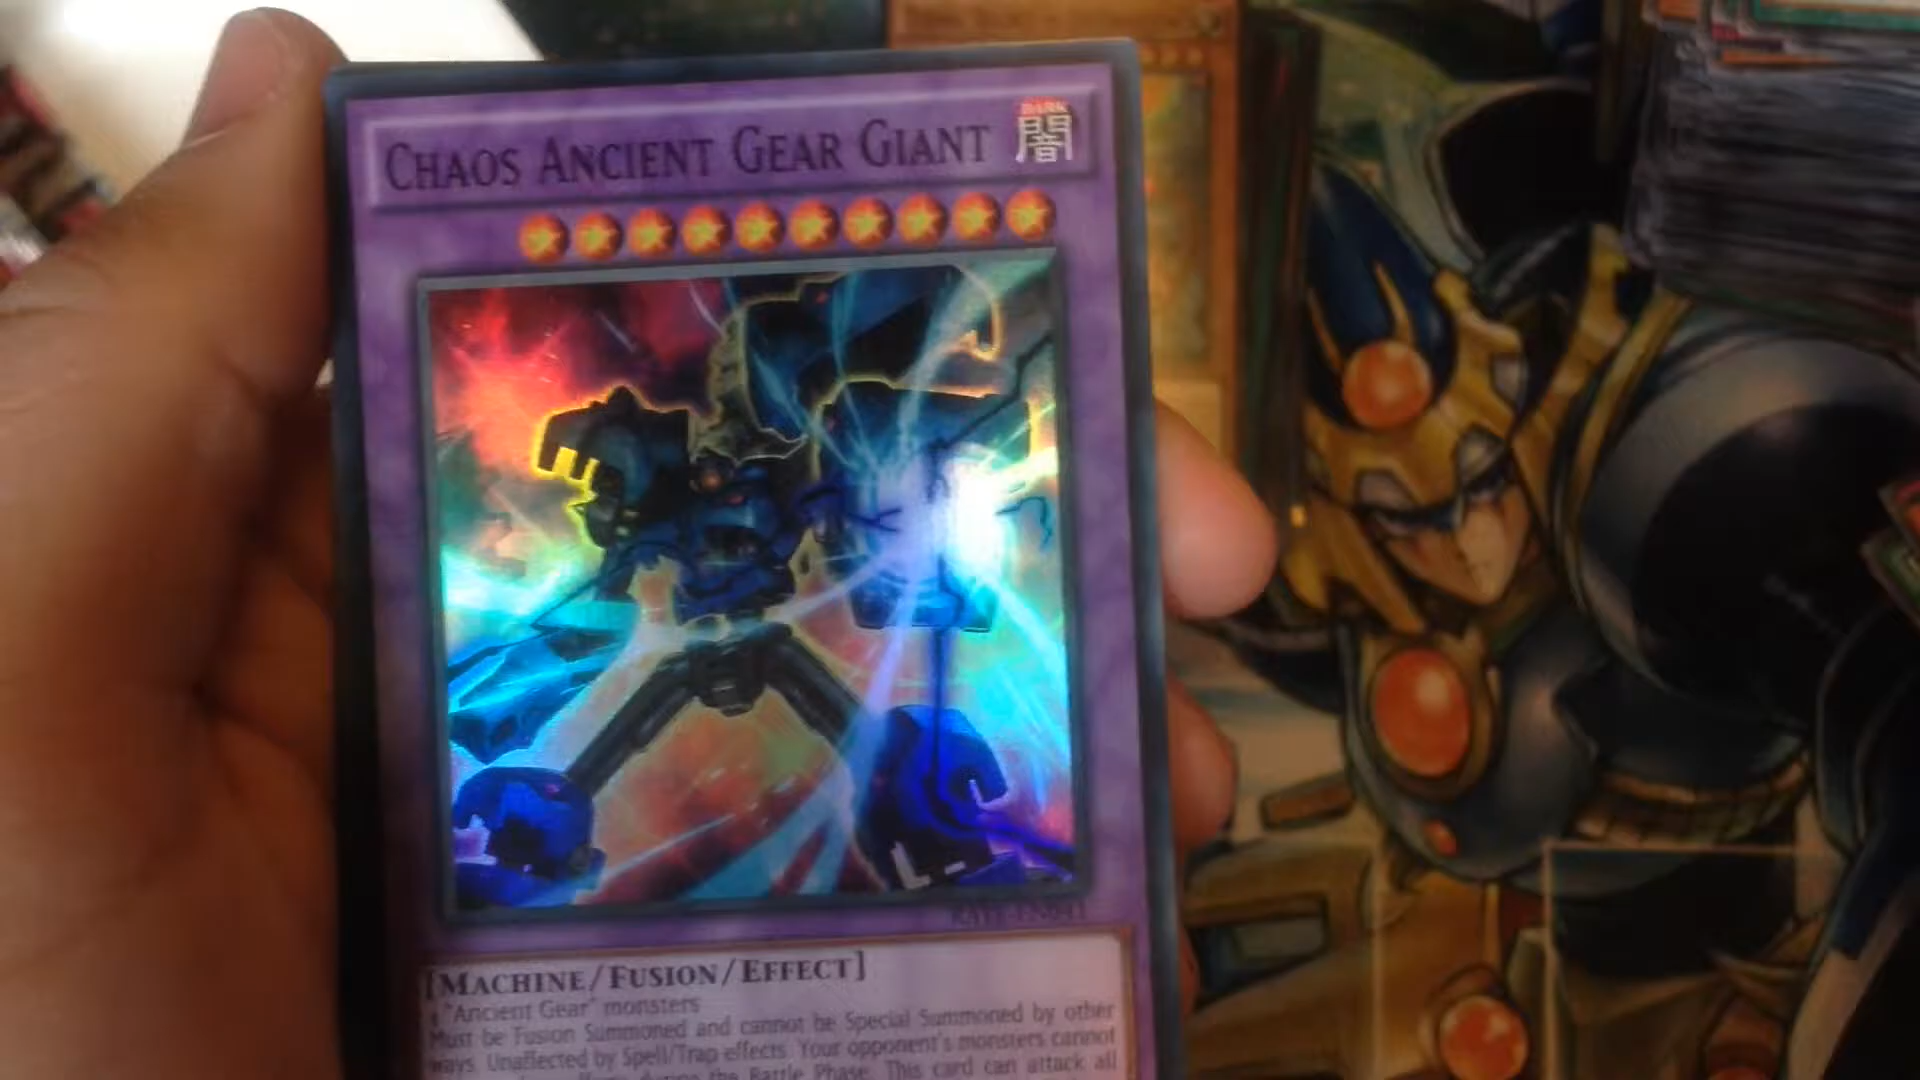 CHAOS ANCIENT GEAR GIANT
DARK
闇
[MACHINE/FUSION/EFFECT]
4 "Ancient Gear" monsters
Must be Fusion Summoned and cannot be Special Summoned by other
ways. Unaffected by Spell/Trap effects. Your opponent's monsters cannot
during the Battle Phase. This card can attack all